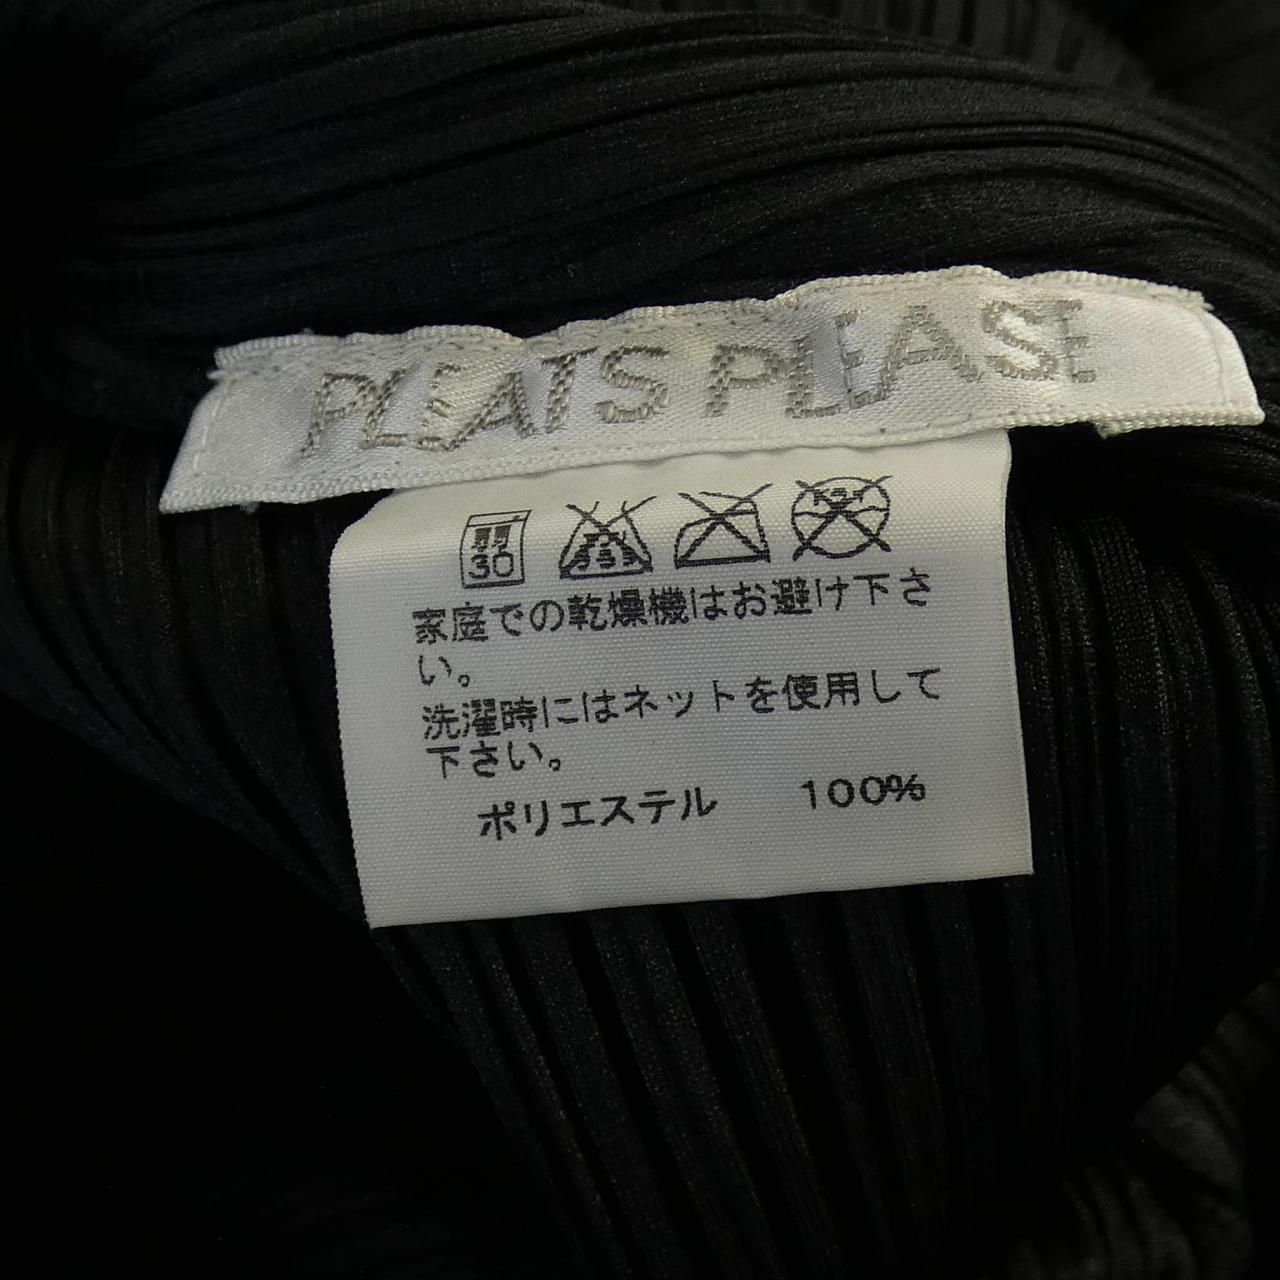 PLEATS PLEASE
弱
30
家庭での乾燥機はお避け下さ
い。
洗濯時にはネットを使用して
下さい。
ポリエステル 100%